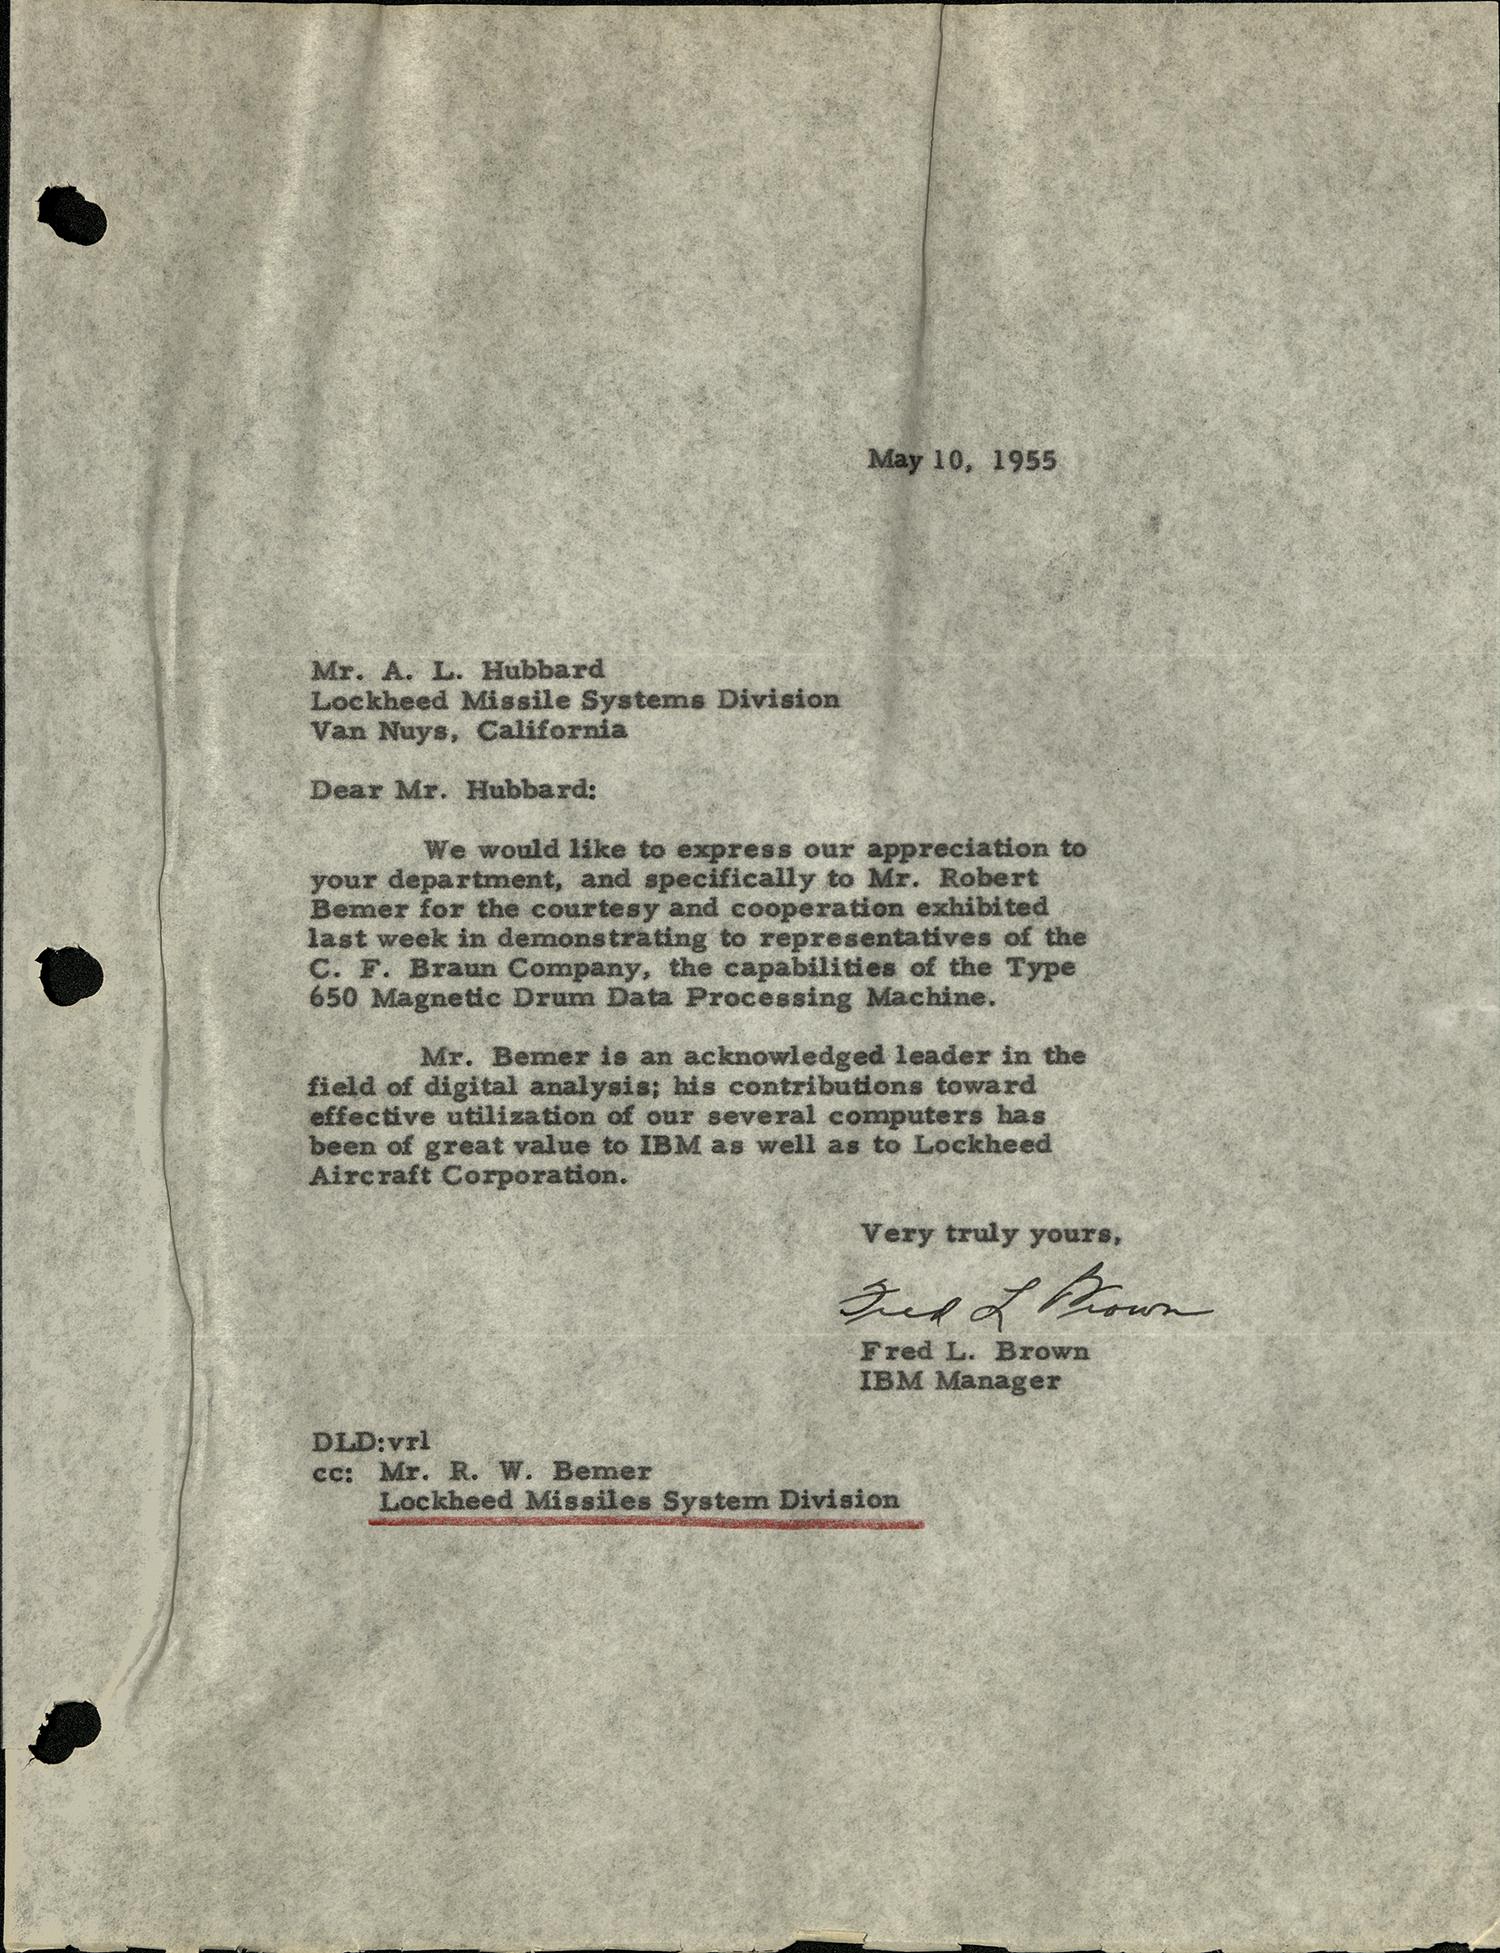 May 10, 1955
Mr. A. L. Hubbard
Lockheed Missile Systems Division
Van Nuys, California
Dear Mr. Hubbard:
We would like to express our appreciation to
your department, and specifically to Mr. Robert
Bemer for the courtesy and cooperation exhibited
last week in demonstrating to representatives of the
C. F. Braun Company, the capabilities of the Type
650 Magnetic Drum Data Processing Machine.
Mr. Bemer is an acknowledged leader in the
field of digital analysis; his contributions toward
effective utilization of our several computers has
been of great value to IBM as well as to Lockheed
Aircraft Corporation.
Very truly yours,
Fred L Brown
Fred L. Brown
IBM Manager
DLD:vrl
cc: Mr. R. W. Bemer
Lockheed Missiles System Division